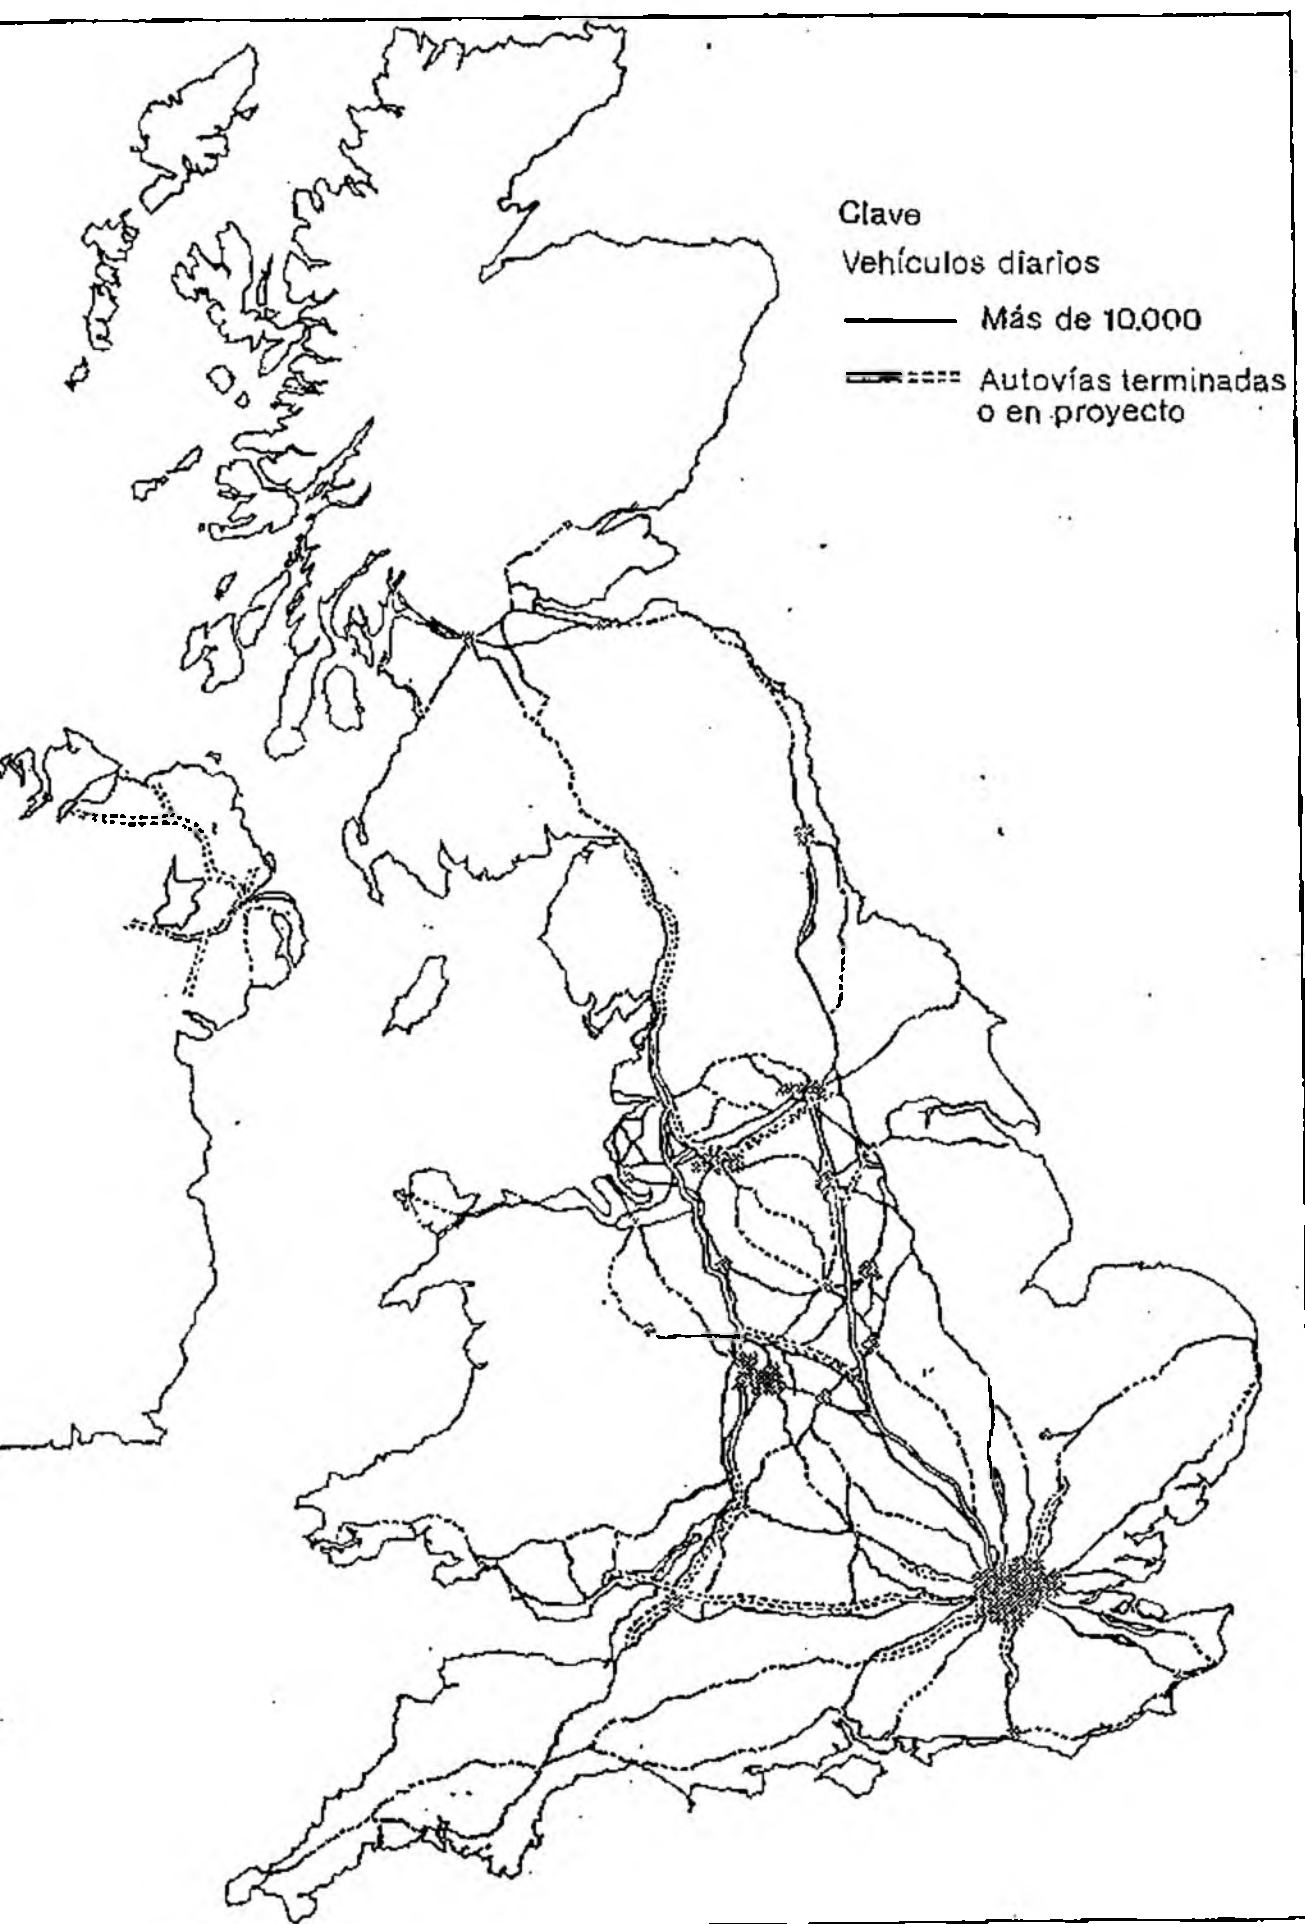 Clave
Vehículos diarios
Más de 10.000
Autovías terminadas
o en proyecto